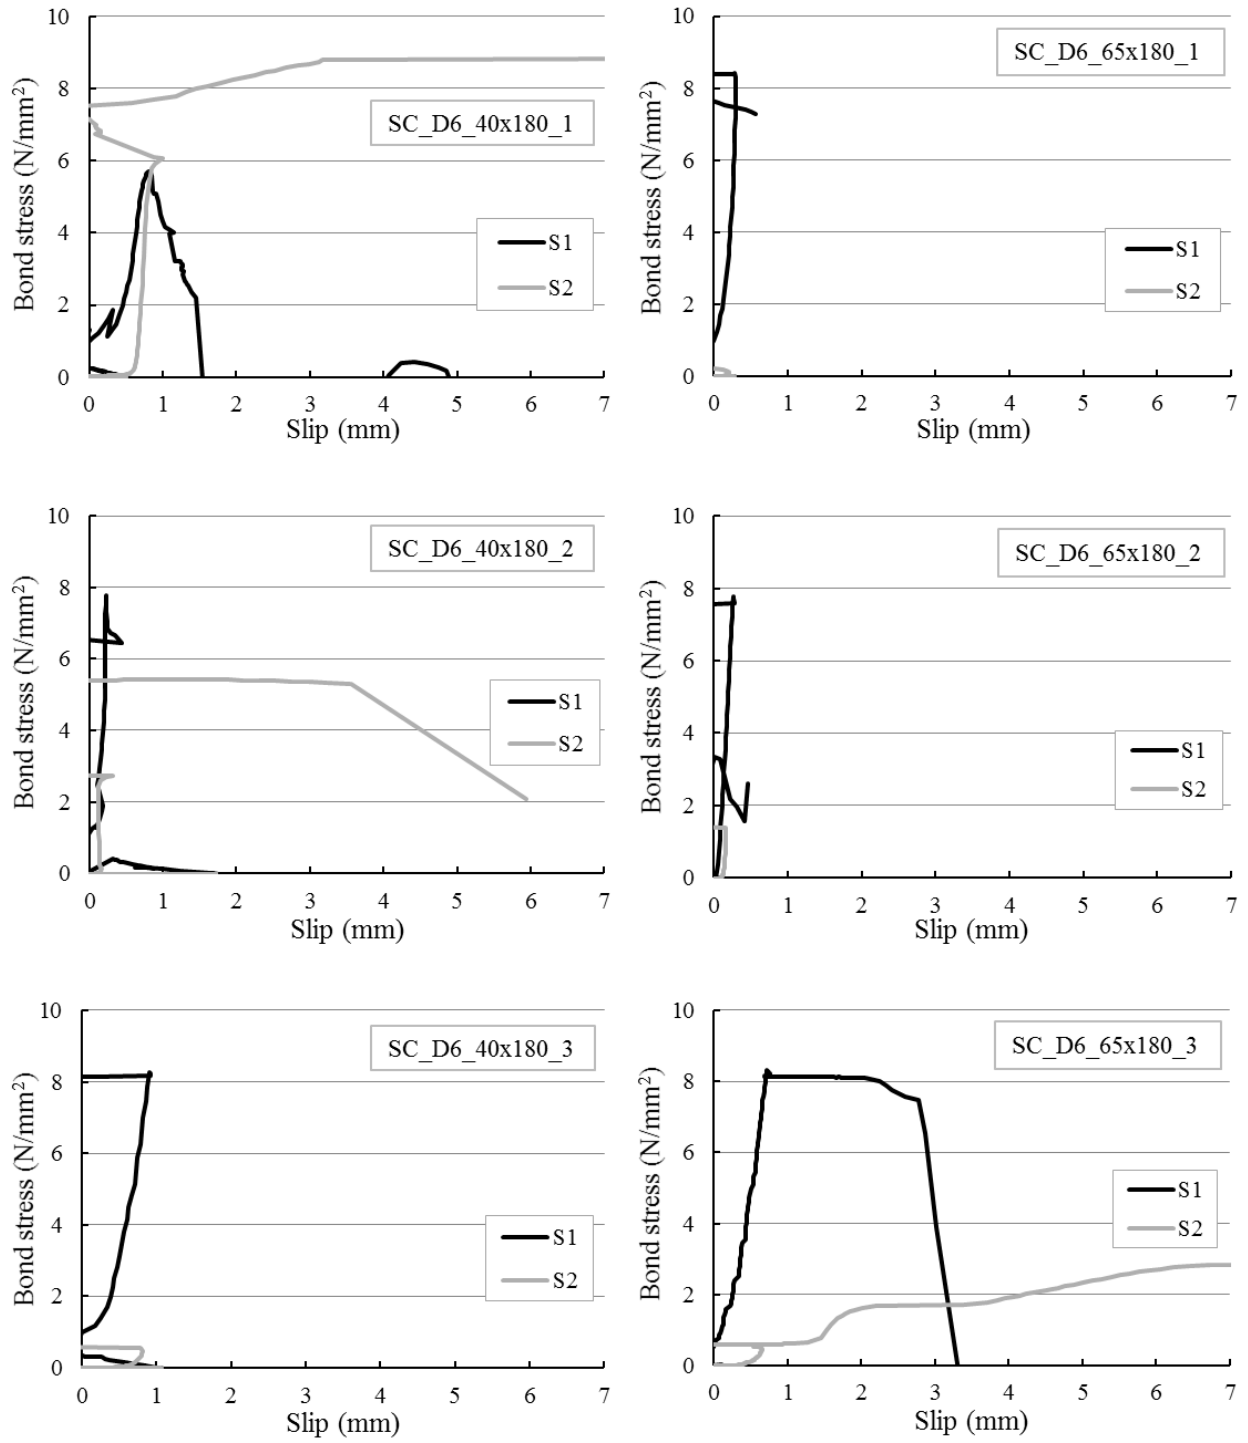 10
8
6
4
2
0
Bond stress (N/mm²)
SC_D6_40x180_1
S1
S2
0 1 2 3 4 5 6 7
Slip (mm)
10
8
6
4
2
0
Bond stress (N/mm²)
SC_D6_65x180_1
S1
S2
0 1 2 3 4 5 6 7
Slip (mm)
10
8
6
4
2
0
Bond stress (N/mm²)
SC_D6_40x180_2
S1
S2
0 1 2 3 4 5 6 7
Slip (mm)
10
8
6
4
2
0
Bond stress (N/mm²)
SC_D6_65x180_2
S1
S2
0 1 2 3 4 5 6 7
Slip (mm)
10
8
6
4
2
0
Bond stress (N/mm²)
SC_D6_40x180_3
S1
S2
0 1 2 3 4 5 6 7
Slip (mm)
10
8
6
4
2
0
Bond stress (N/mm²)
SC_D6_65x180_3
S1
S2
0 1 2 3 4 5 6 7
Slip (mm)